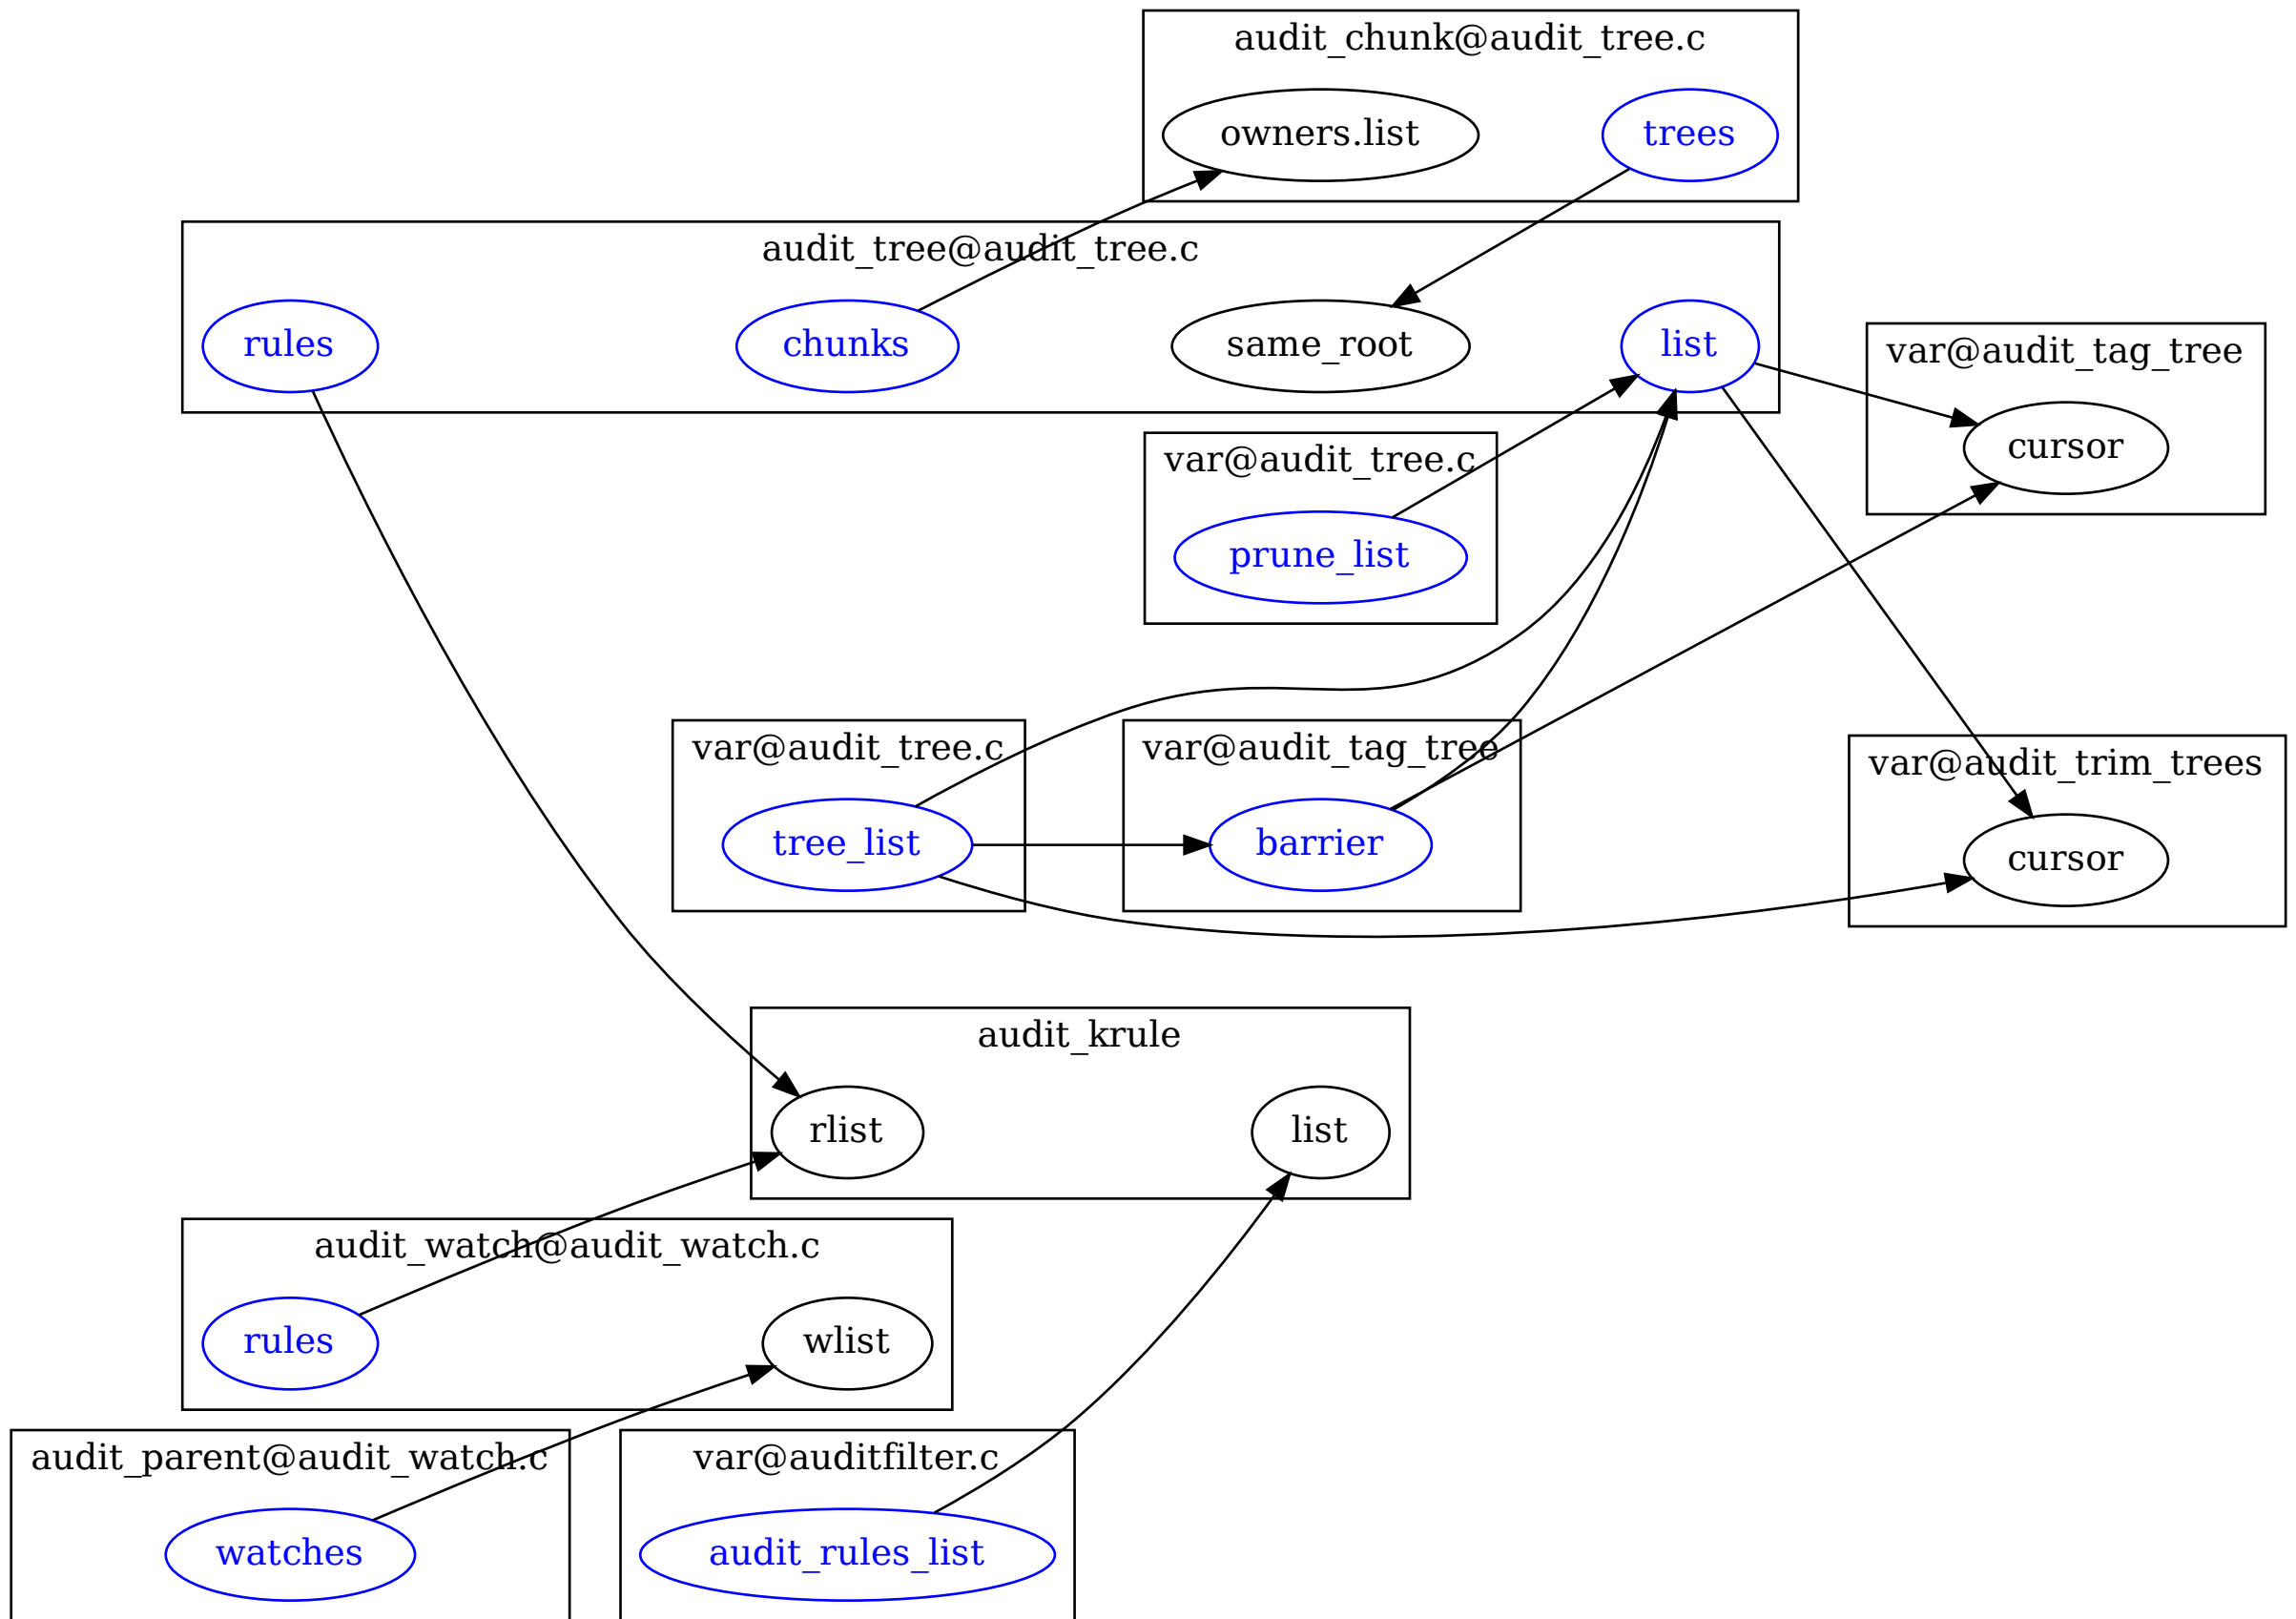 audit_chunk@audit_tree.c
owners.list
trees
audit_tree@audit_tree.c
rules
chunks
same_root
list
var@audit_tag_tree
cursor
var@audit_tree.c
prune_list
var@audit_tree.c
tree_list
var@audit_tag_tree
barrier
var@audit_trim_trees
cursor
audit_krule
rlist
list
audit_watch@audit_watch.c
rules
wlist
audit_parent@audit_watch.c
watches
var@auditfilter.c
audit_rules_list